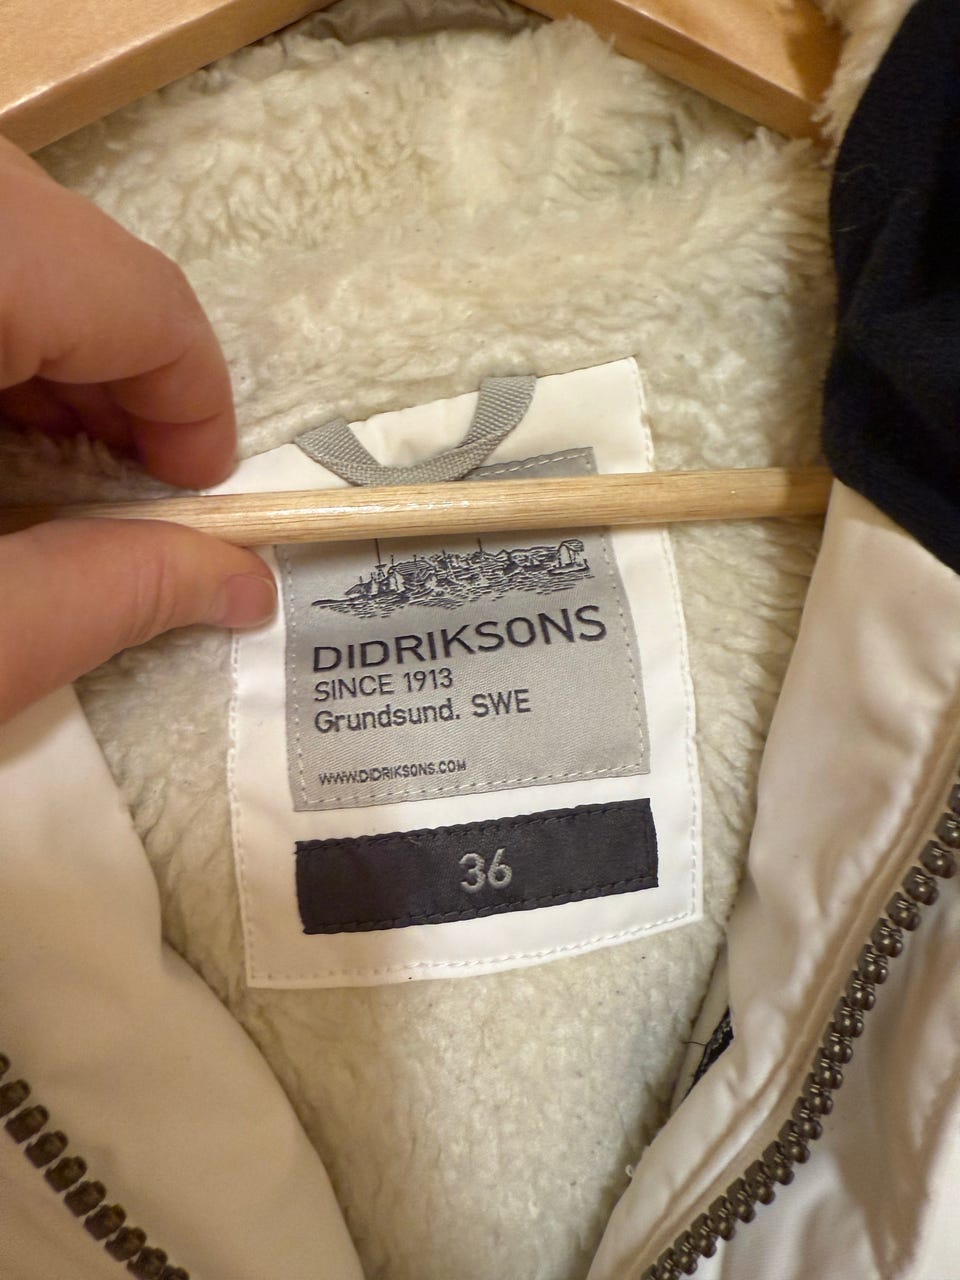 DIDRIKSONS
SINCE 1913
Grundsund. SWE
WWW.DIDRIKSONS.COM
36